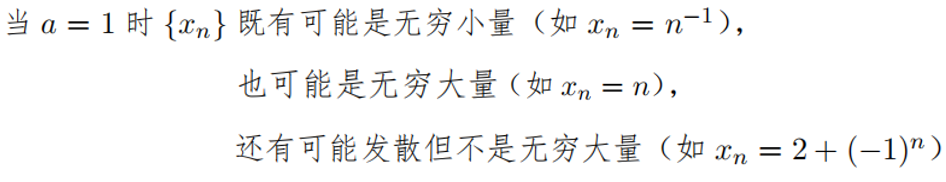 当 a = 1 时 {xₙ} 既有可能是无穷小量（如 xₙ = n⁻¹），
也可能是无穷大量（如 xₙ = n），
还有可能发散但不是无穷大量（如 xₙ = 2 + (−1)ⁿ）